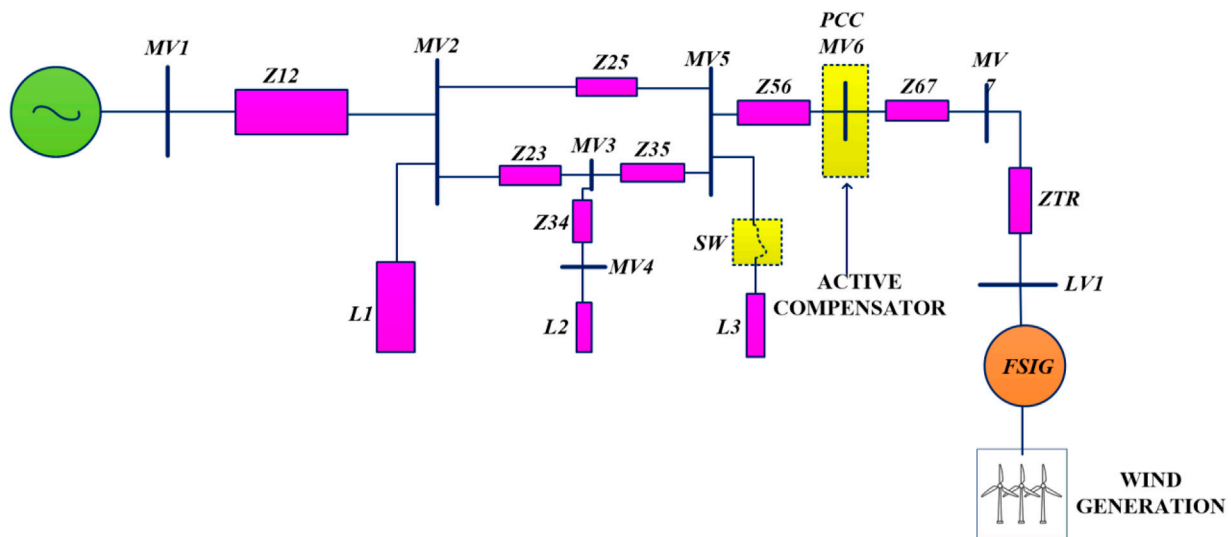 PCC
MV1
MV2
MV5
MV6
MV
7
Z12
Z25
Z56
Z67
MV3
Z23
Z35
Z34
ZTR
SW
MV4
ACTIVE
COMPENSATOR
LV1
L1
L2
L3
FSIG
WIND
GENERATION